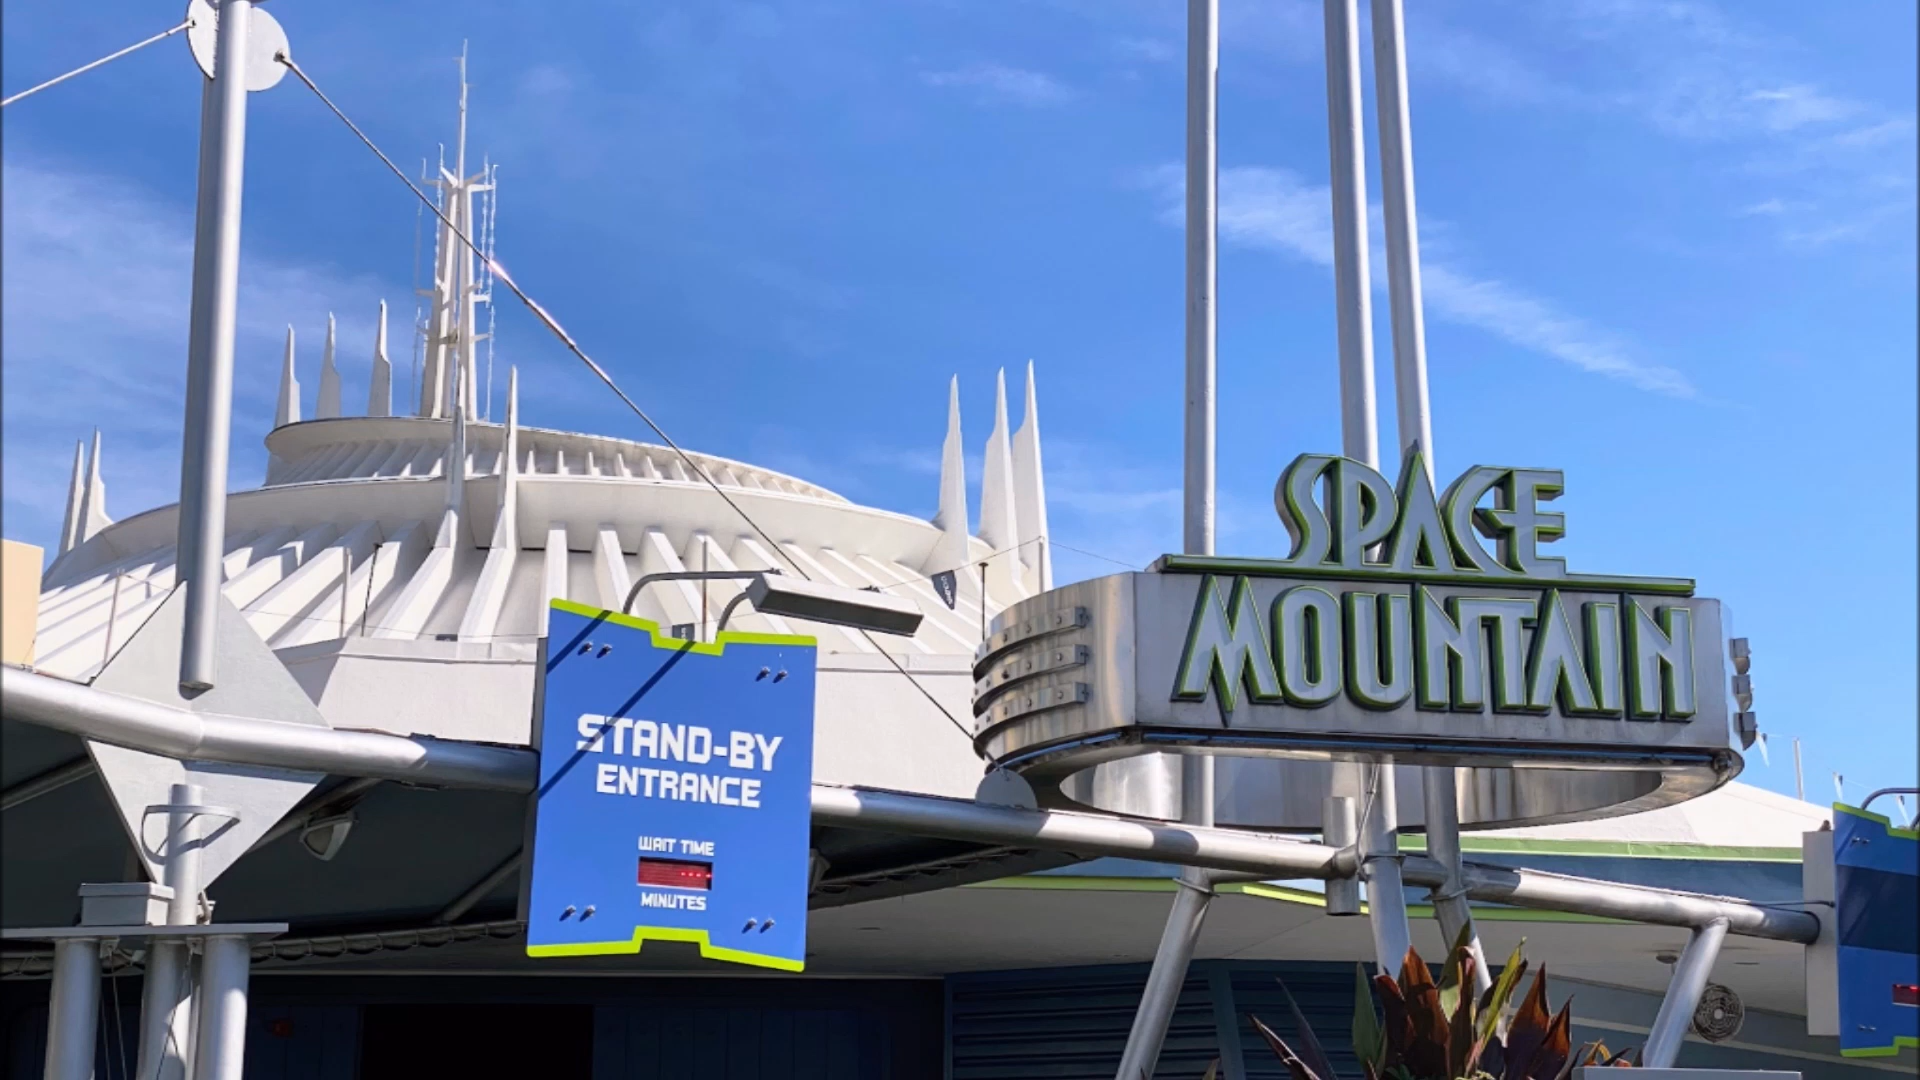 SPACE
MOUNTAIN
STAND-BY
ENTRANCE
WAIT TIME
MINUTES